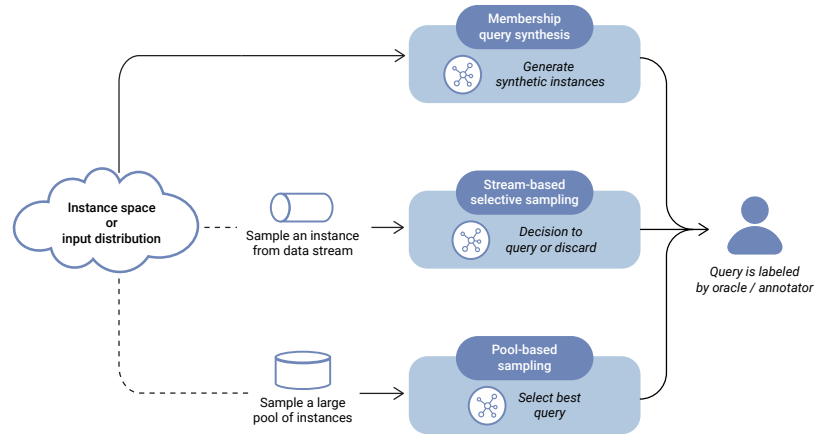 Membership
query synthesis
Generate
synthetic instances
Instance space
or
input distribution
Sample an instance
from data stream
Stream-based
selective sampling
Decision to
query or discard
Query is labeled
by oracle / annotator
Sample a large
pool of instances
Pool-based
sampling
Select best
query